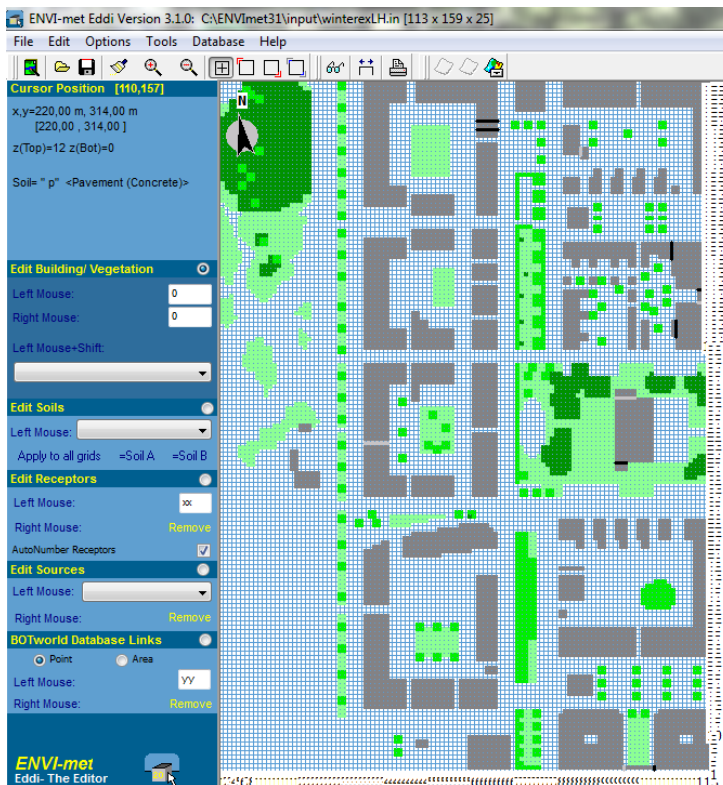 ENVI-met Eddi Version 3.1.0: C:\ENVImet31\input\winterexLH.in [113 x 159 x 25]
File Edit Options Tools Database Help
Cursor Position [110,157]
x,y=220,00 m, 314,00 m
[220,00 , 314,00 ]
z(Top)=12 z(Bot)=0
Soil= " p" <Pavement (Concrete)>
N
Edit Building/ Vegetation
Left Mouse: 0
Right Mouse: 0
Left Mouse+Shift:
Edit Soils
Left Mouse:
Apply to all grids =Soil A =Soil B
Edit Receptors
Left Mouse: xx
Right Mouse: Remove
AutoNumber Receptors
Edit Sources
Left Mouse:
Right Mouse: Remove
BOTworld Database Links
Point Area
Left Mouse: yy
Right Mouse: Remove
ENVI-met
Eddi- The Editor